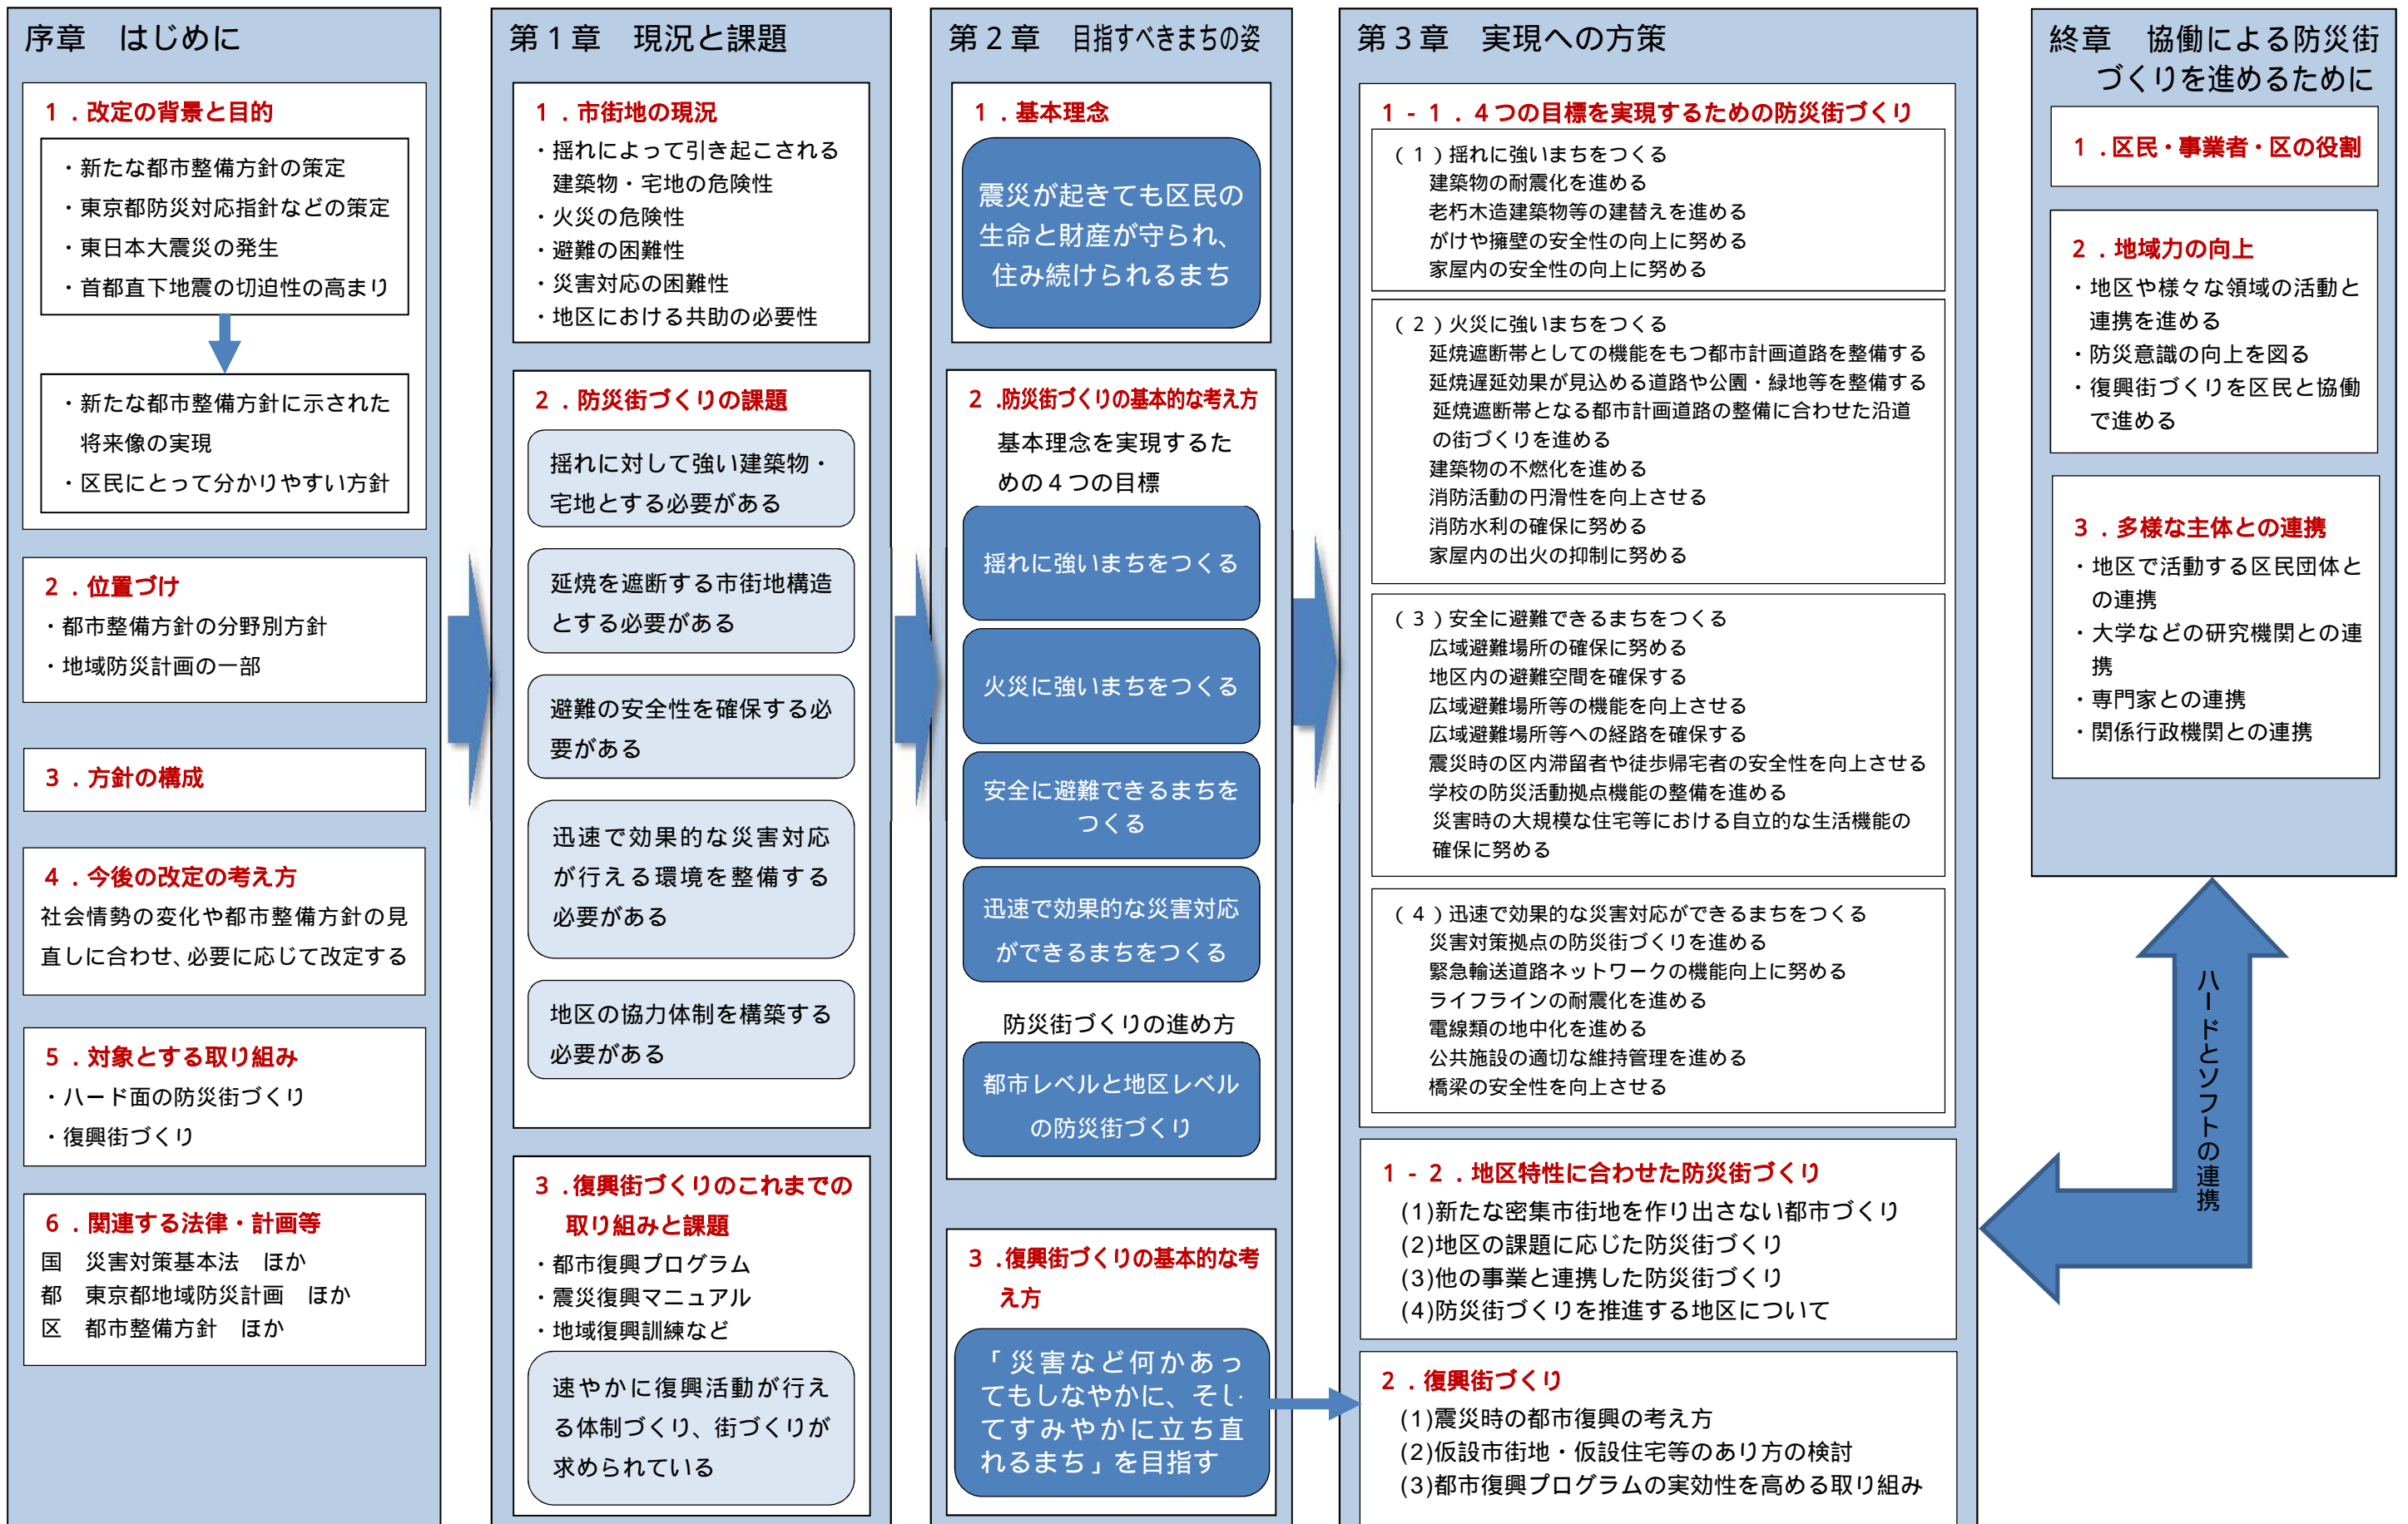 序章　はじめに
１．改定の背景と目的
・新たな都市整備方針の策定
・東京都防災対応指針などの策定
・東日本大震災の発生
・首都直下地震の切迫性の高まり
・新たな都市整備方針に示された
将来像の実現
・区民にとって分かりやすい方針
２．位置づけ
・都市整備方針の分野別方針
・地域防災計画の一部
３．方針の構成
４．今後の改定の考え方
社会情勢の変化や都市整備方針の見
直しに合わせ、必要に応じて改定する
５．対象とする取り組み
・ハード面の防災街づくり
・復興街づくり
６．関連する法律・計画等
国　災害対策基本法　ほか
都　東京都地域防災計画　ほか
区　都市整備方針　ほか
第１章　現況と課題
１．市街地の現況
・揺れによって引き起こされる
建築物・宅地の危険性
・火災の危険性
・避難の困難性
・災害対応の困難性
・地区における共助の必要性
２．防災街づくりの課題
揺れに対して強い建築物・
宅地とする必要がある
延焼を遮断する市街地構造
とする必要がある
避難の安全性を確保する必
要がある
迅速で効果的な災害対応
が行える環境を整備する
必要がある
地区の協力体制を構築する
必要がある
３．復興街づくりのこれまでの
取り組みと課題
・都市復興プログラム
・震災復興マニュアル
・地域復興訓練など
速やかに復興活動が行え
る体制づくり、街づくりが
求められている
第２章　目指すべきまちの姿
１．基本理念
震災が起きても区民の
生命と財産が守られ、
住み続けられるまち
２．防災街づくりの基本的な考え方
基本理念を実現するた
めの４つの目標
揺れに強いまちをつくる
火災に強いまちをつくる
安全に避難できるまちを
つくる
迅速で効果的な災害対応
ができるまちをつくる
防災街づくりの進め方
都市レベルと地区レベル
の防災街づくり
３．復興街づくりの基本的な考
え方
「災害など何かあっ
てもしなやかに、そし
てすみやかに立ち直
れるまち」を目指す
第３章　実現への方策
１-１．４つの目標を実現するための防災街づくり
（１）揺れに強いまちをつくる
建築物の耐震化を進める
老朽木造建築物等の建替えを進める
がけや擁壁の安全性の向上に努める
家屋内の安全性の向上に努める
（２）火災に強いまちをつくる
延焼遮断帯としての機能をもつ都市計画道路を整備する
延焼遅延効果が見込める道路や公園・緑地等を整備する
延焼遮断帯となる都市計画道路の整備に合わせた沿道
の街づくりを進める
建築物の不燃化を進める
消防活動の円滑性を向上させる
消防水利の確保に努める
家屋内の出火の抑制に努める
（３）安全に避難できるまちをつくる
広域避難場所の確保に努める
地区内の避難空間を確保する
広域避難場所等の機能を向上させる
広域避難場所等への経路を確保する
震災時の区内滞留者や徒歩帰宅者の安全性を向上させる
学校の防災活動拠点機能の整備を進める
災害時の大規模な住宅等における自立的な生活機能の
確保に努める
（４）迅速で効果的な災害対応ができるまちをつくる
災害対策拠点の防災街づくりを進める
緊急輸送道路ネットワークの機能向上に努める
ライフラインの耐震化を進める
電線類の地中化を進める
公共施設の適切な維持管理を進める
橋梁の安全性を向上させる
１-２．地区特性に合わせた防災街づくり
(1)新たな密集市街地を作り出さない都市づくり
(2)地区の課題に応じた防災街づくり
(3)他の事業と連携した防災街づくり
(4)防災街づくりを推進する地区について
２．復興街づくり
(1)震災時の都市復興の考え方
(2)仮設市街地・仮設住宅等のあり方の検討
(3)都市復興プログラムの実効性を高める取り組み
終章　協働による防災街
づくりを進めるために
１．区民・事業者・区の役割
２．地域力の向上
・地区や様々な領域の活動と
連携を進める
・防災意識の向上を図る
・復興街づくりを区民と協働
で進める
３．多様な主体との連携
・地区で活動する区民団体と
の連携
・大学などの研究機関との連
携
・専門家との連携
・関係行政機関との連携
ハードとソフトの連携